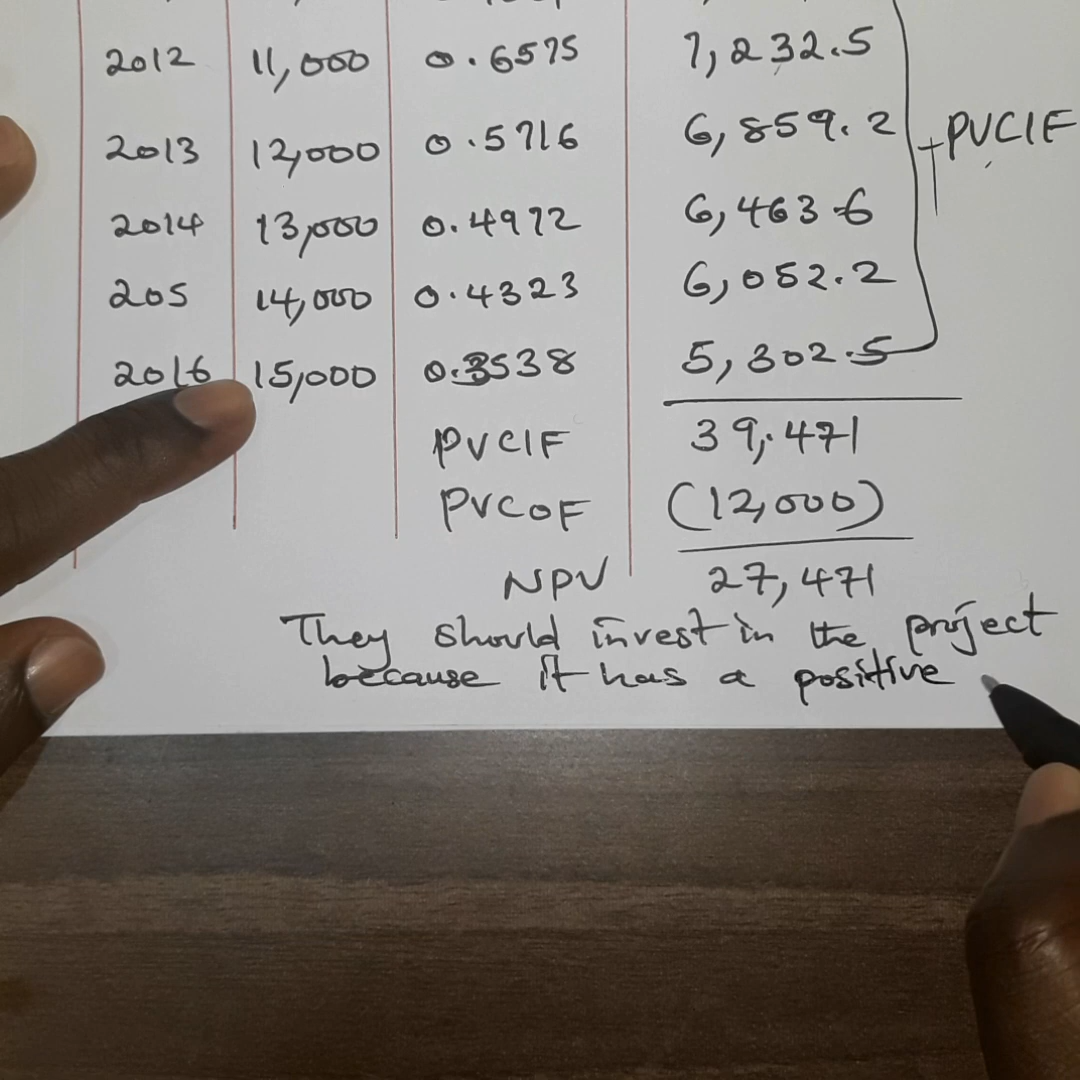 2012 11,000 0.6575 7,232.5
2013 12,000 0.5716 6,859.2 PVCIF
2014 13,000 0.4972 6,463.6
205 14,000 0.4323 6,052.2
2016 15,000 0.3538 5,302.5
PVCIF 39,471
PVCOF (12,000)
NPV 27,471
They should invest in the project
because it has a positive